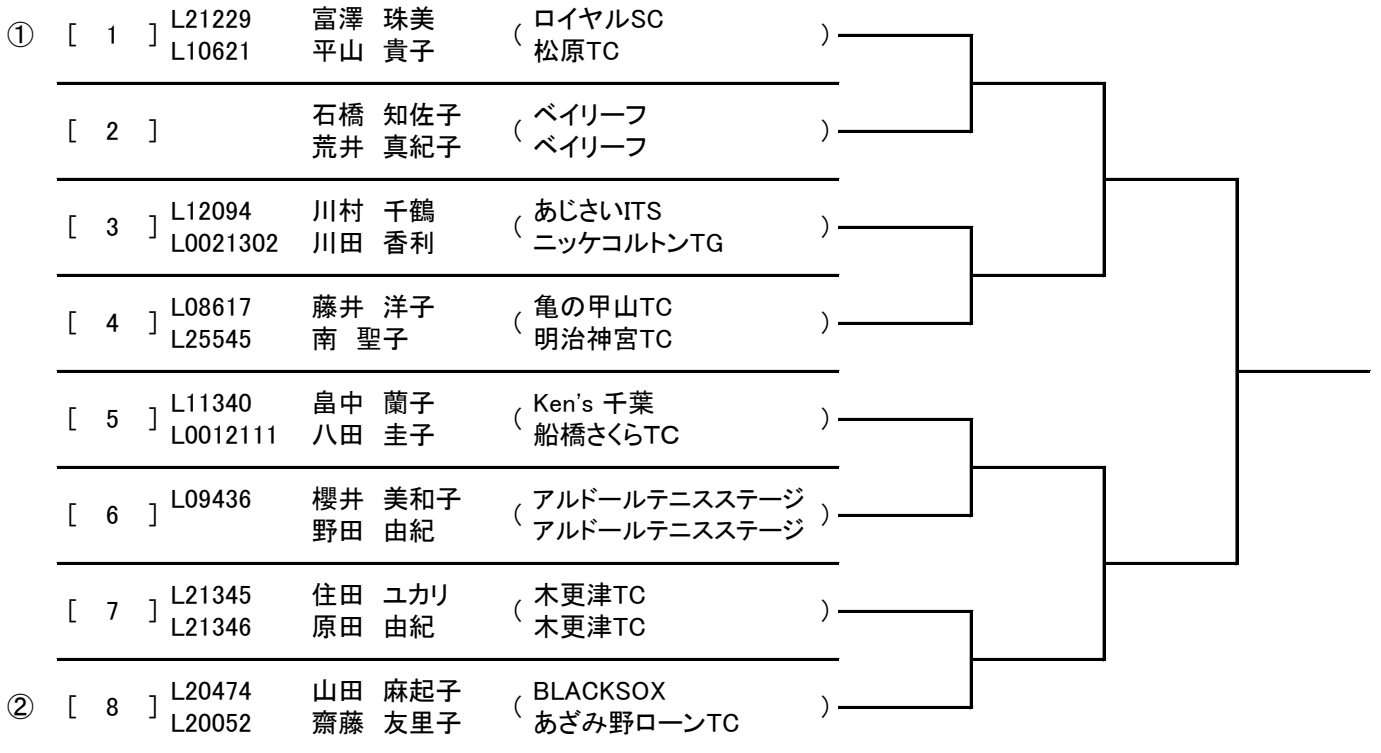 ① [ 1 ] L21229 富澤 珠美 ( ロイヤルSC )
L10621 平山 貴子 松原TC
[ 2 ] 石橋 知佐子 ( ベイリーフ )
荒井 真紀子 ベイリーフ
[ 3 ] L12094 川村 千鶴 ( あじさいITS )
L0021302 川田 香利 ニッケコルトンTG
[ 4 ] L08617 藤井 洋子 ( 亀の甲山TC )
L25545 南 聖子 明治神宮TC
[ 5 ] L11340 畠中 蘭子 ( Ken's 千葉 )
L0012111 八田 圭子 船橋さくらTC
[ 6 ] L09436 櫻井 美和子 ( アルドールテニスステージ )
野田 由紀 アルドールテニスステージ
[ 7 ] L21345 住田 ユカリ ( 木更津TC )
L21346 原田 由紀 木更津TC
② [ 8 ] L20474 山田 麻起子 ( BLACKSOX )
L20052 齋藤 友里子 あざみ野ローンTC